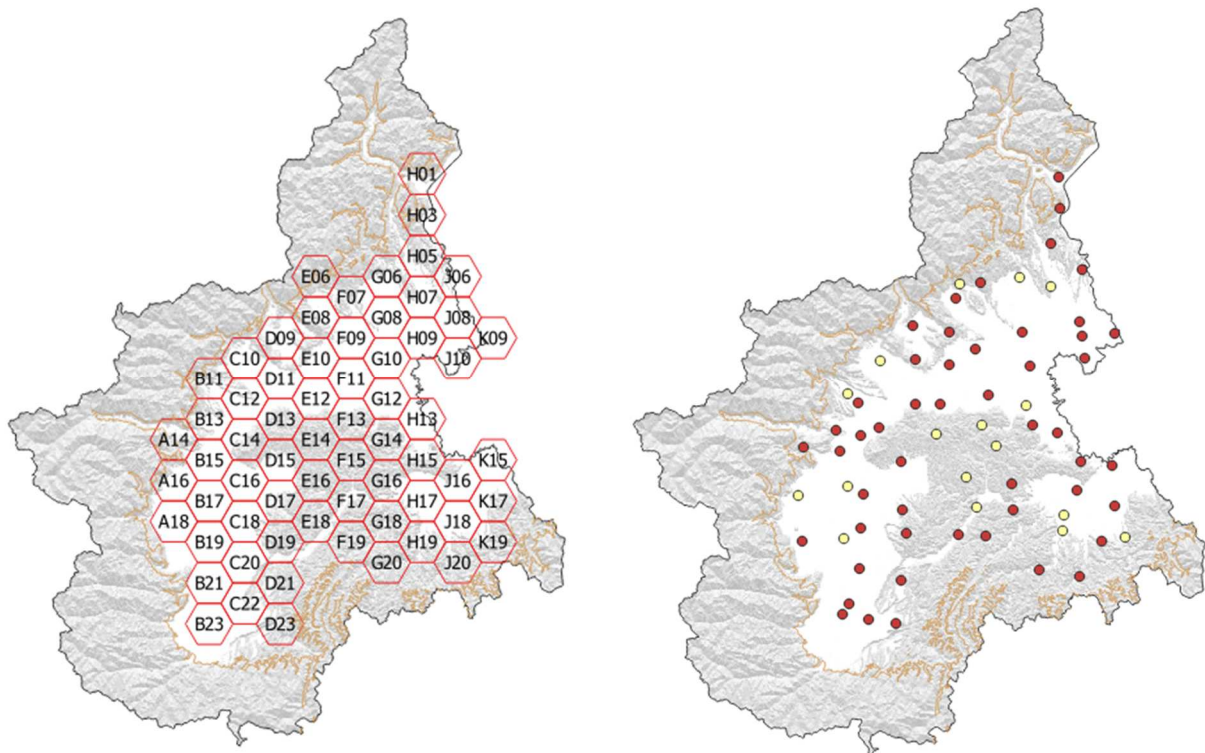 H01
H03
H05
E06
G06
J06
F07
H07
E08
G08
J08
D09
F09
H09
K09
C10
E10
G10
J10
B11
D11
F11
C12
E12
G12
B13
D13
F13
H13
A14
C14
E14
G14
B15
D15
F15
H15
K15
A16
C16
E16
G16
J16
B17
D17
F17
H17
K17
A18
C18
E18
G18
J18
B19
D19
F19
H19
K19
C20
G20
J20
B21
D21
C22
B23
D23